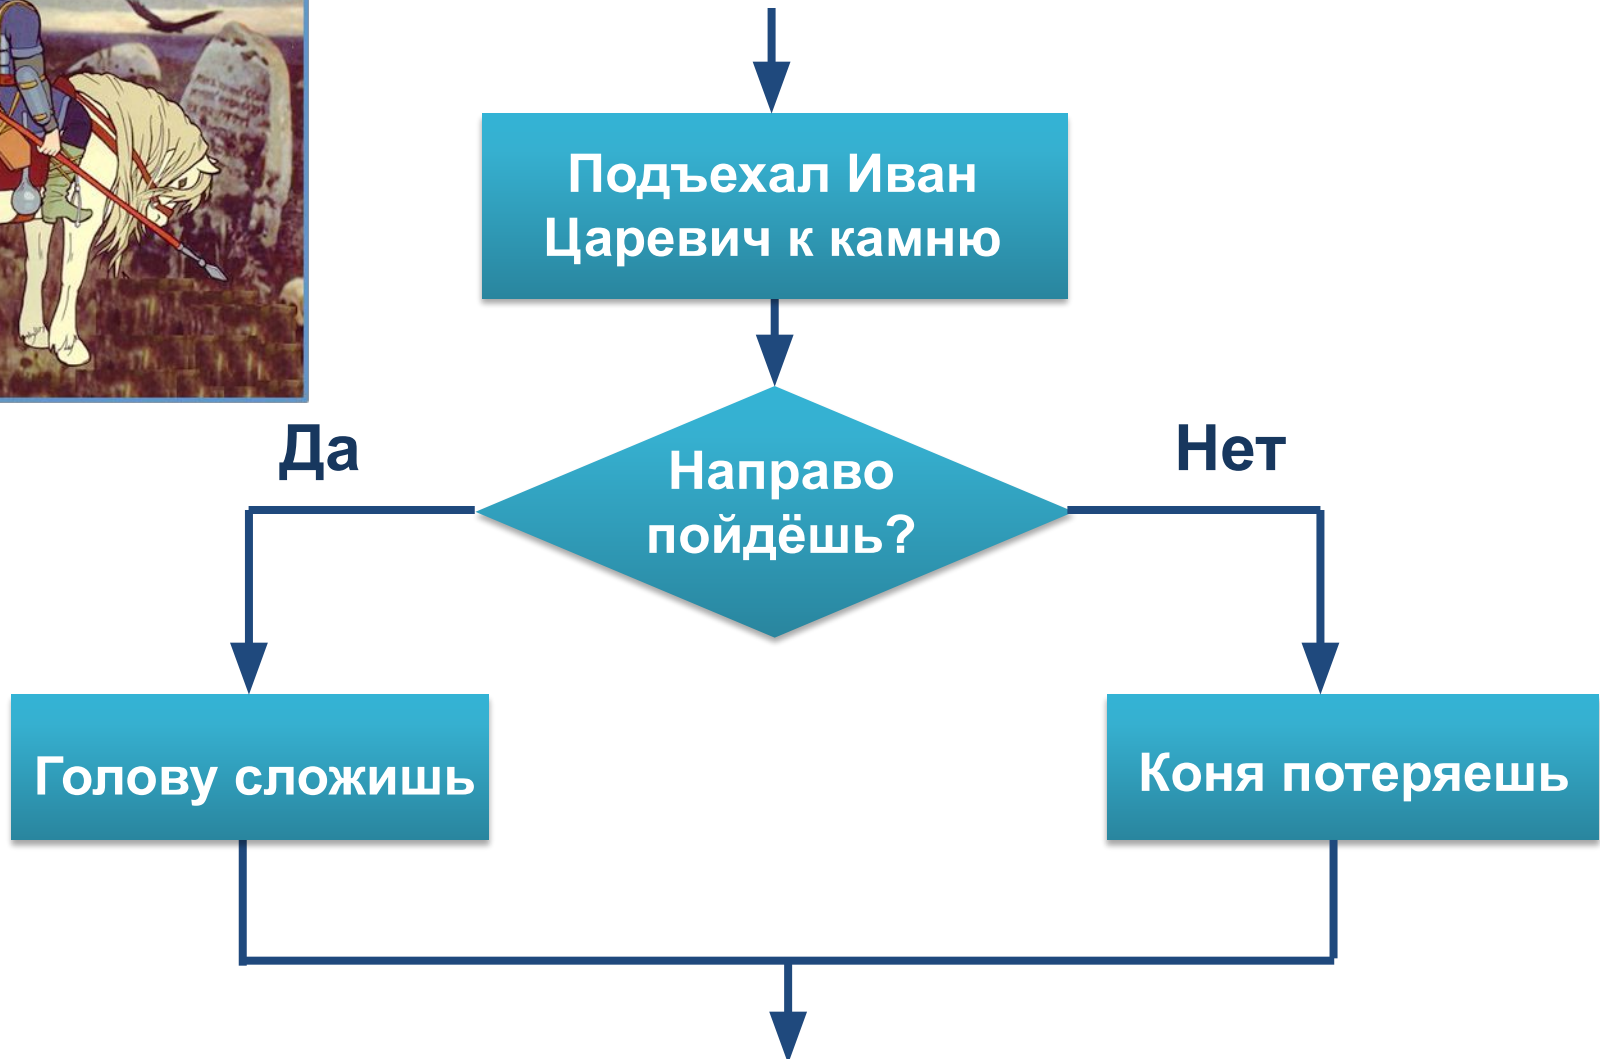 Подъехал Иван
Царевич к камню
Да
Нет
Направо
пойдёшь?
Голову сложишь
Коня потеряешь